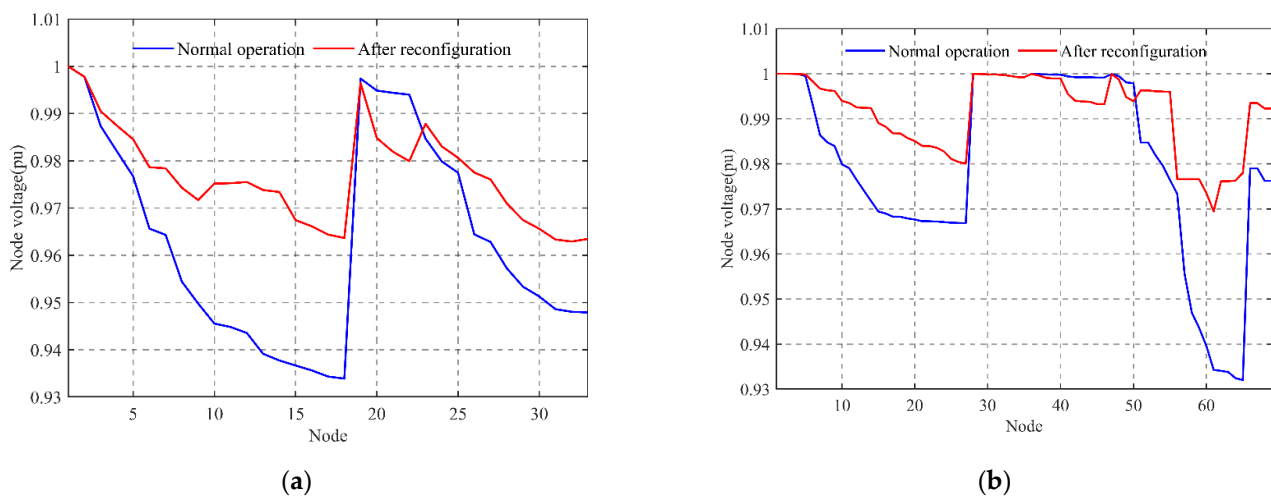 1.01
Normal operation After reconfiguration
1
0.99
0.98
0.97
0.96
0.95
0.94
0.93
Node voltage(pu)
5 10 15 20 25 30
Node
(a)
1.01
Normal operation After reconfiguration
1
0.99
0.98
0.97
0.96
0.95
0.94
0.93
Node voltage(pu)
10 20 30 40 50 60
Node
(b)